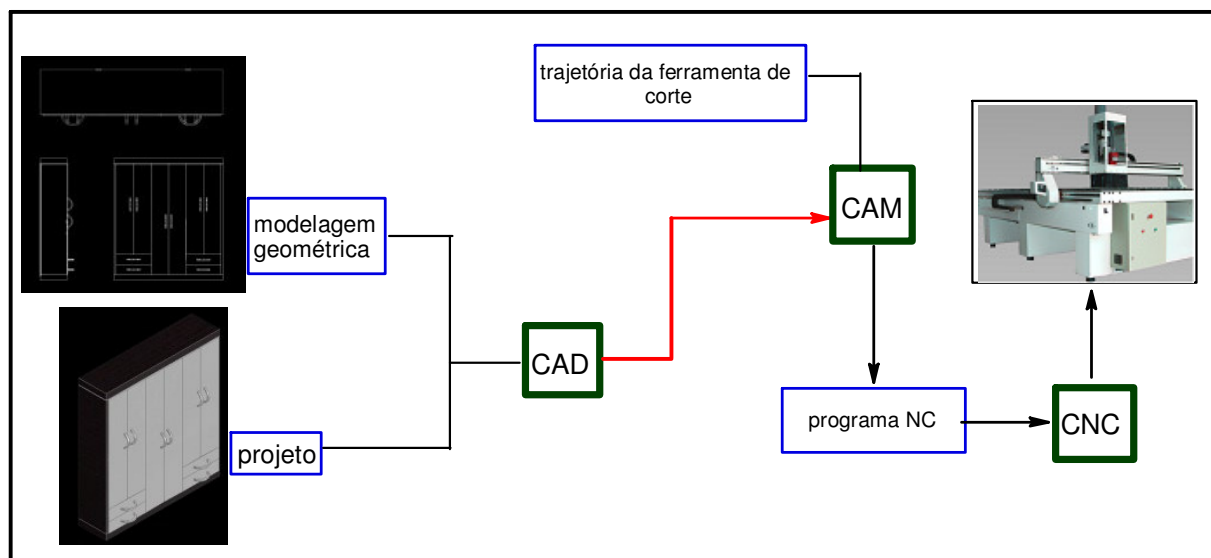 trajetória da ferramenta de
corte
modelagem
geométrica
CAM
CAD
projeto
programa NC
CNC